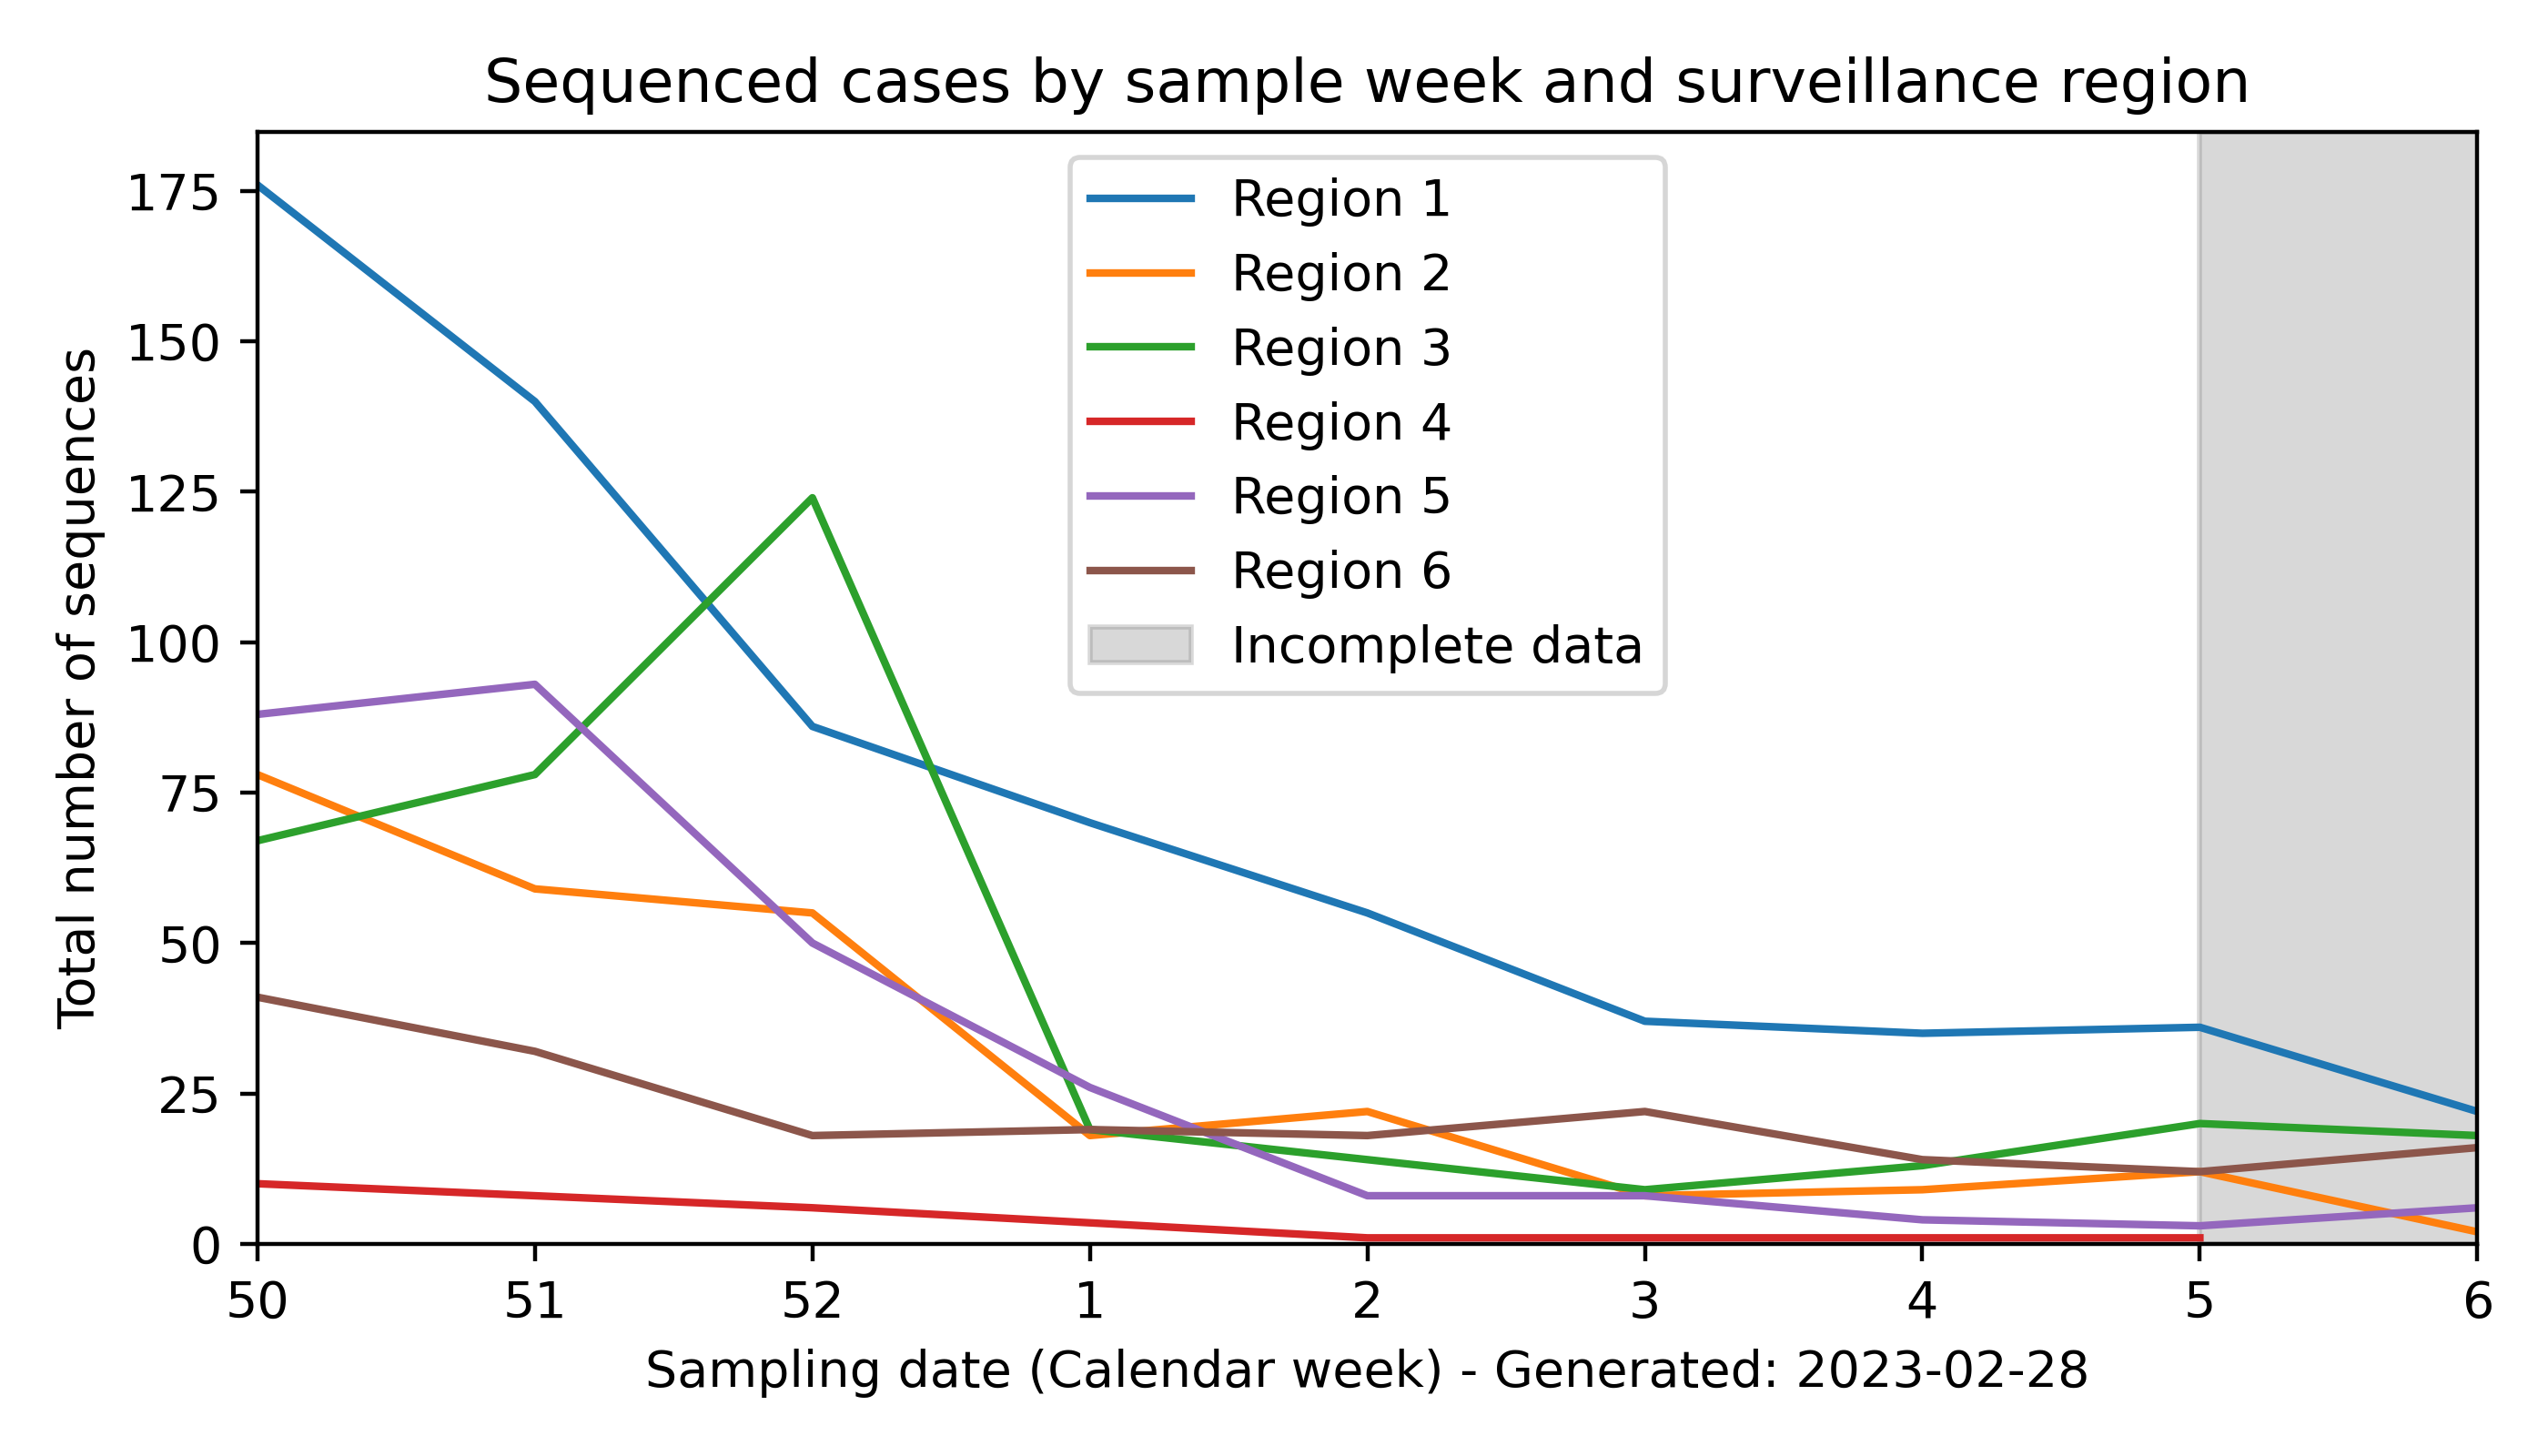 Sequenced cases by sample week and surveillance region
Total number of sequences
175
150
125
100
75
50
25
0
Region 1
Region 2
Region 3
Region 4
Region 5
Region 6
Incomplete data
50 51 52 1 2 3 4 5 6
Sampling date (Calendar week) - Generated: 2023-02-28